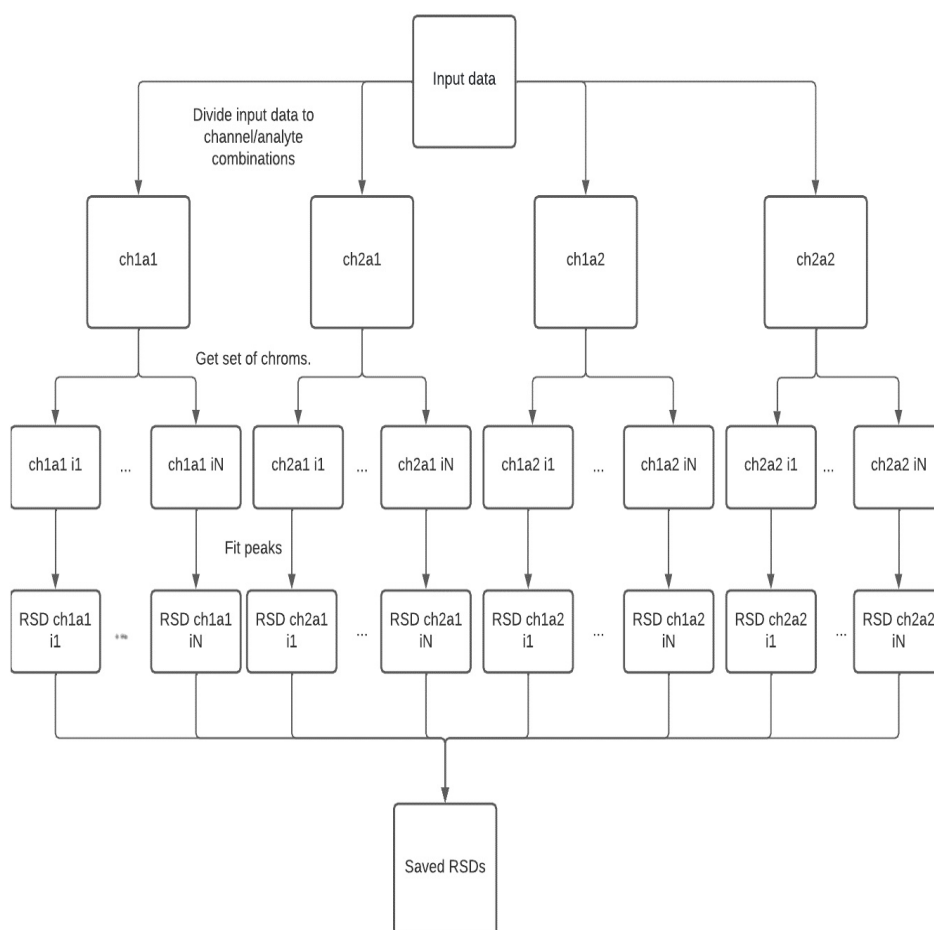 Input data
Divide input data to
channel/analyte
combinations
ch1a1
ch2a1
ch1a2
ch2a2
Get set of chroms.
ch1a1 i1
...
ch1a1 iN
ch2a1 i1
...
ch2a1 iN
ch1a2 i1
...
ch1a2 iN
ch2a2 i1
...
ch2a2 iN
Fit peaks
RSD ch1a1
i1
...
RSD ch1a1
iN
RSD ch2a1
i1
...
RSD ch2a1
iN
RSD ch1a2
i1
...
RSD ch1a2
iN
RSD ch2a2
i1
...
RSD ch2a2
iN
Saved RSDs